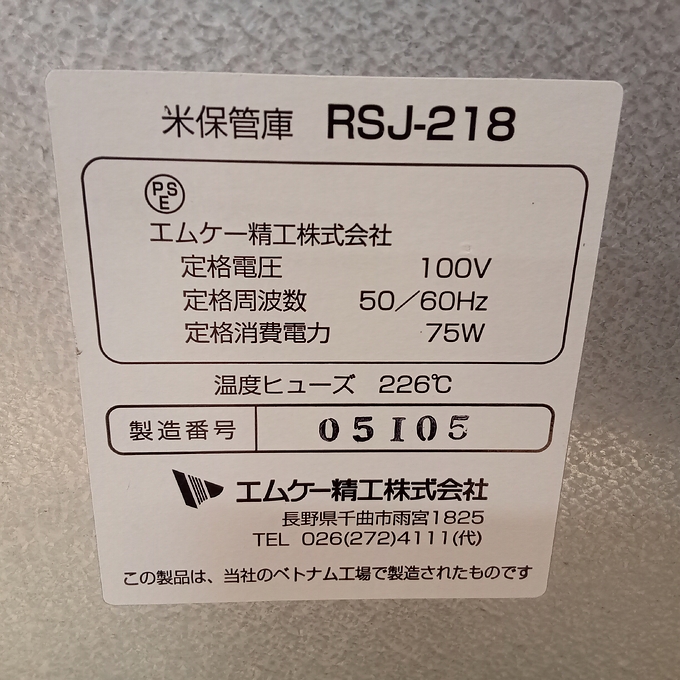 米保管庫 RSJ-218
PSE
エムケー精工株式会社
定格電圧 100V
定格周波数 50/60Hz
定格消費電力 75W
温度ヒューズ 226℃
製造番号 05I05
エムケー精工株式会社
長野県千曲市雨宮1825
TEL 026(272)4111(代)
この製品は、当社のベトナム工場で製造されたものです